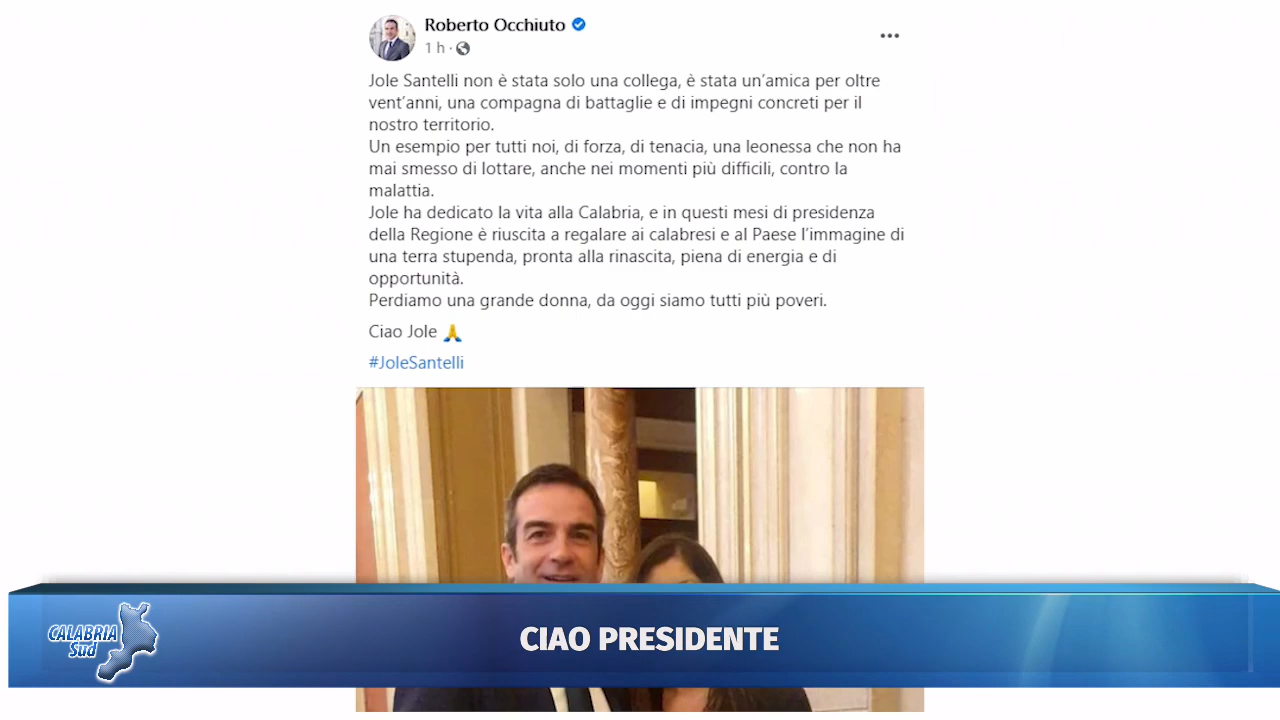 Roberto Occhiuto
1 h ·
Jole Santelli non è stata solo una collega, è stata un'amica per oltre
vent'anni, una compagna di battaglie e di impegni concreti per il
nostro territorio.
Un esempio per tutti noi, di forza, di tenacia, una leonessa che non ha
mai smesso di lottare, anche nei momenti più difficili, contro la
malattia.
Jole ha dedicato la vita alla Calabria, e in questi mesi di presidenza
della Regione è riuscita a regalare ai calabresi e al Paese l'immagine di
una terra stupenda, pronta alla rinascita, piena di energia e di
opportunità.
Perdiamo una grande donna, da oggi siamo tutti più poveri.
Ciao Jole 🙏
#JoleSantelli
CALABRIA
Sud
CIAO PRESIDENTE